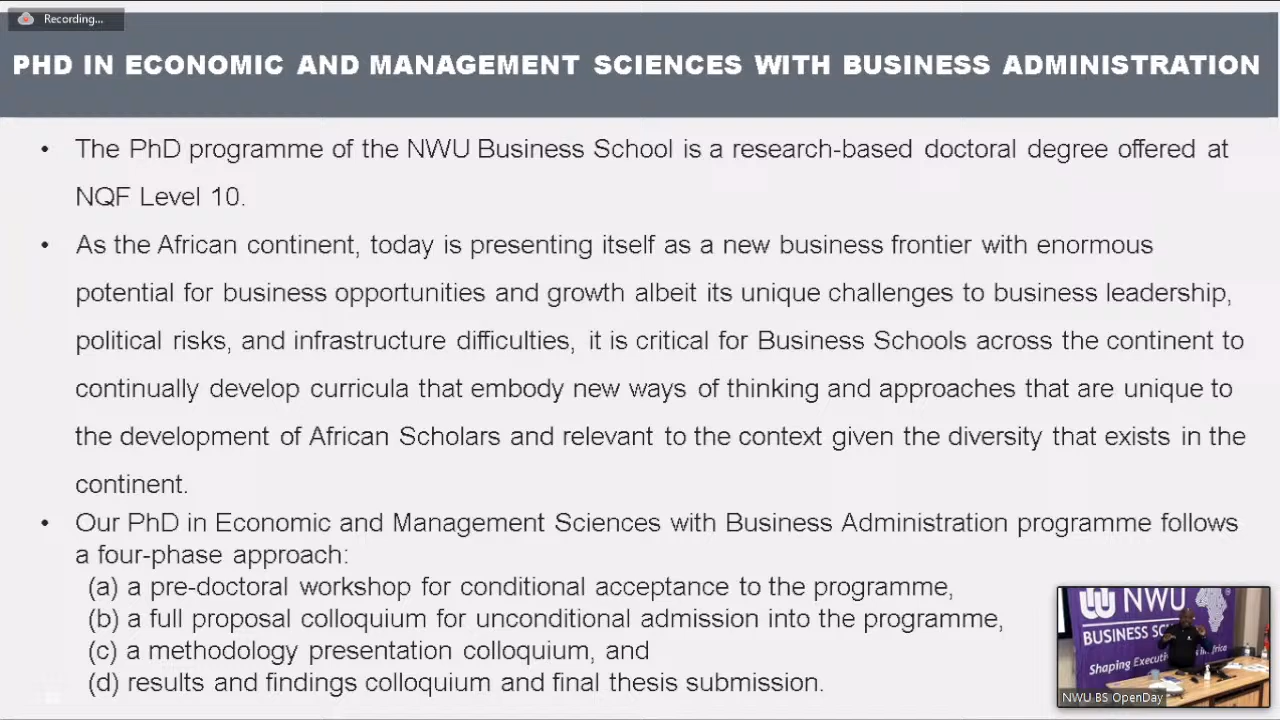 Recording...
PHD IN ECONOMIC AND MANAGEMENT SCIENCES WITH BUSINESS ADMINISTRATION
• The PhD programme of the NWU Business School is a research-based doctoral degree offered at
NQF Level 10.
• As the African continent, today is presenting itself as a new business frontier with enormous
potential for business opportunities and growth albeit its unique challenges to business leadership,
political risks, and infrastructure difficulties, it is critical for Business Schools across the continent to
continually develop curricula that embody new ways of thinking and approaches that are unique to
the development of African Scholars and relevant to the context given the diversity that exists in the
continent.
• Our PhD in Economic and Management Sciences with Business Administration programme follows
a four-phase approach:
(a) a pre-doctoral workshop for conditional acceptance to the programme,
(b) a full proposal colloquium for unconditional admission into the programme,
(c) a methodology presentation colloquium, and
(d) results and findings colloquium and final thesis submission.
NWU
BUSINESS
Shaping
NWU BS OpenDay